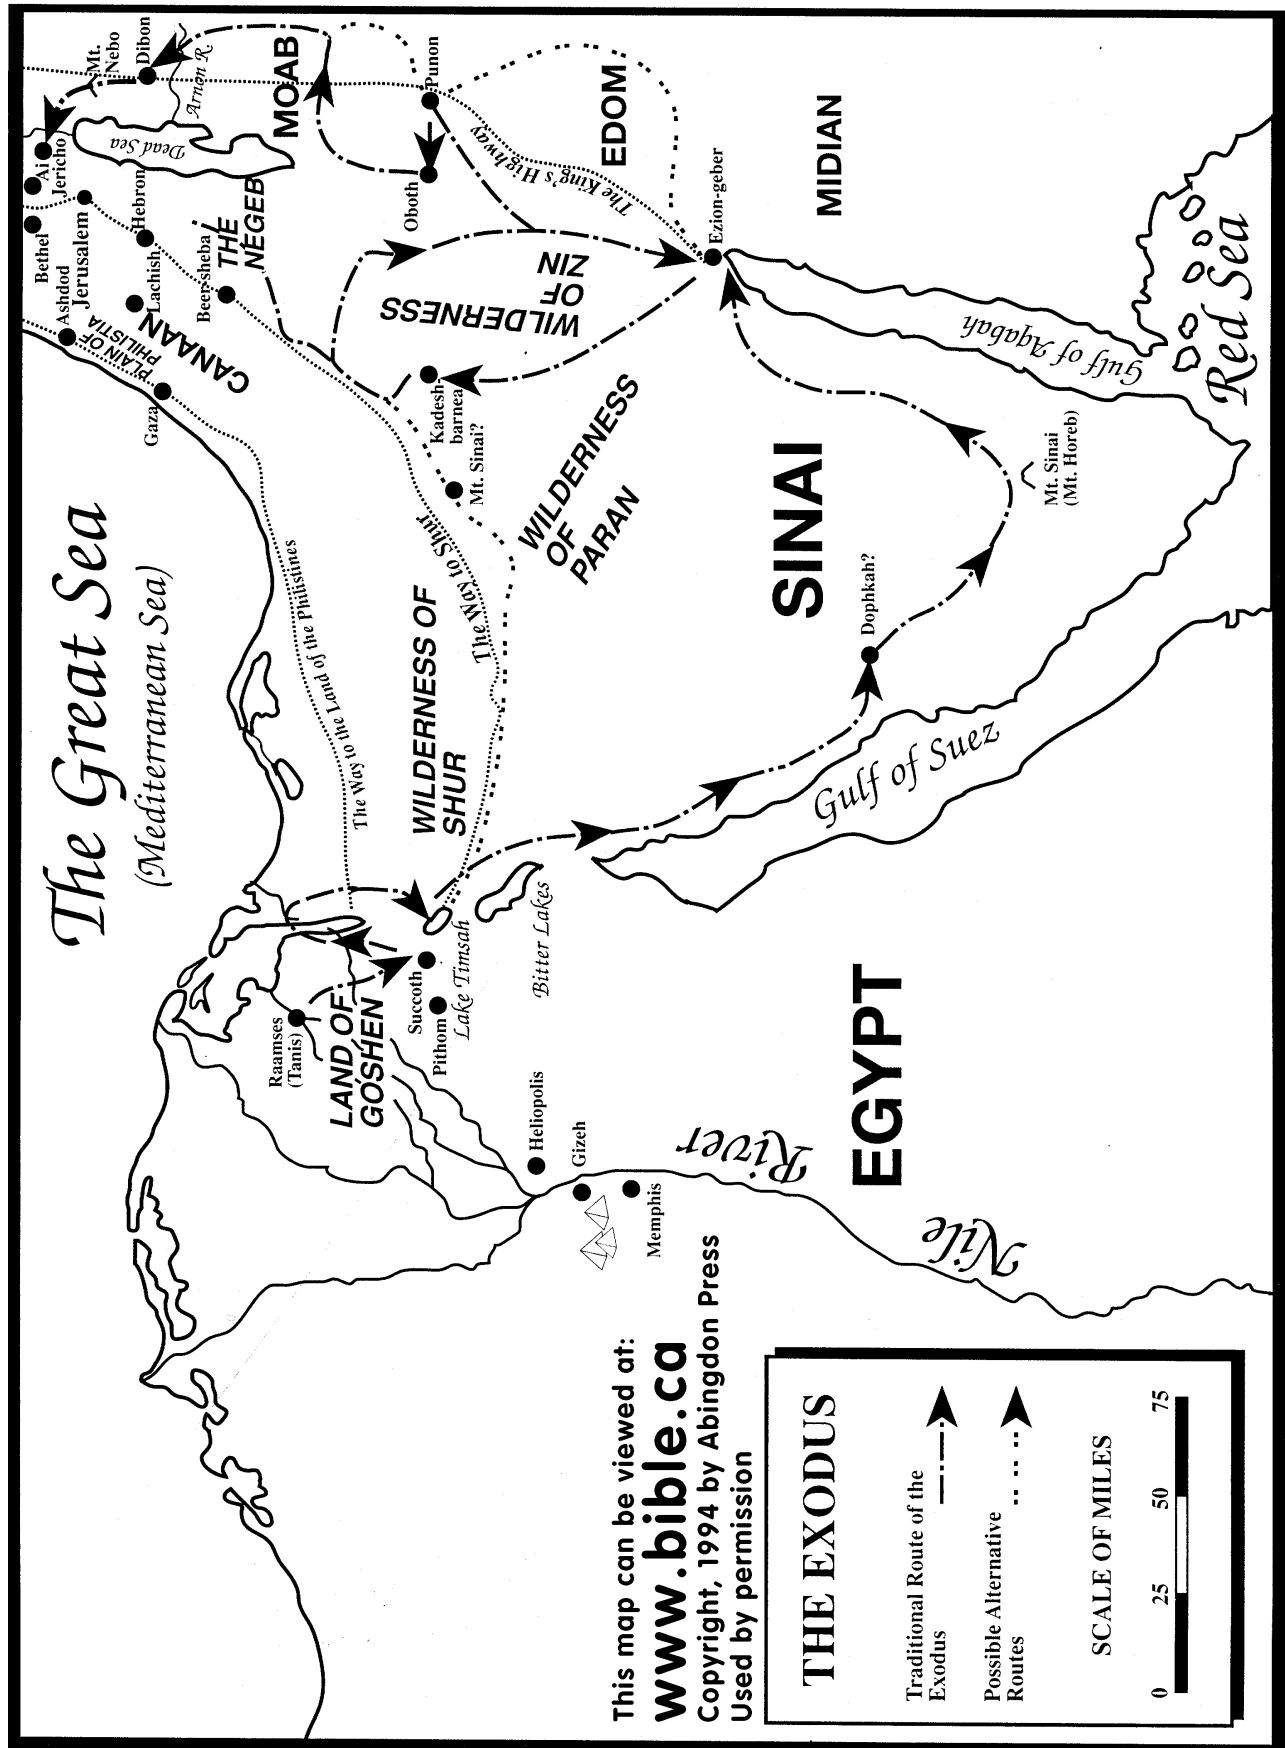 The Great Sea
(Mediterranean Sea)
Bethel
Ai
Jericho
Mt.
Nebo
Dibon
Arnon R.
Ashdod
Jerusalem
Hebron
Dead Sea
MOAB
PLAIN OF
PHILISTIA
Lachish
Gaza
CANAAN
Beer-sheba
THE
NEGEB
Oboth
Punon
The Way to the Land of the Philistines
WILDERNESS
OF
ZIN
The King's Highway
EDOM
Kadesh-
barnea
Mt. Sinai?
The Way to Shur
WILDERNESS OF
SHUR
WILDERNESS
OF
PARAN
Ezion-geber
MIDIAN
Raamses
(Tanis)
LAND OF
GOSHEN
Succoth
Pithom
Lake Timsah
Bitter Lakes
SINAI
Dophkah?
Gulf of Aqabah
Mt. Sinai
(Mt. Horeb)
Red Sea
Gulf of Suez
Heliopolis
Gizeh
Memphis
EGYPT
Nile River
This map can be viewed at:
www.bible.ca
Copyright, 1994 by Abingdon Press
Used by permission
THE EXODUS
Traditional Route of the
Exodus
Possible Alternative
Routes
SCALE OF MILES
0 25 50 75